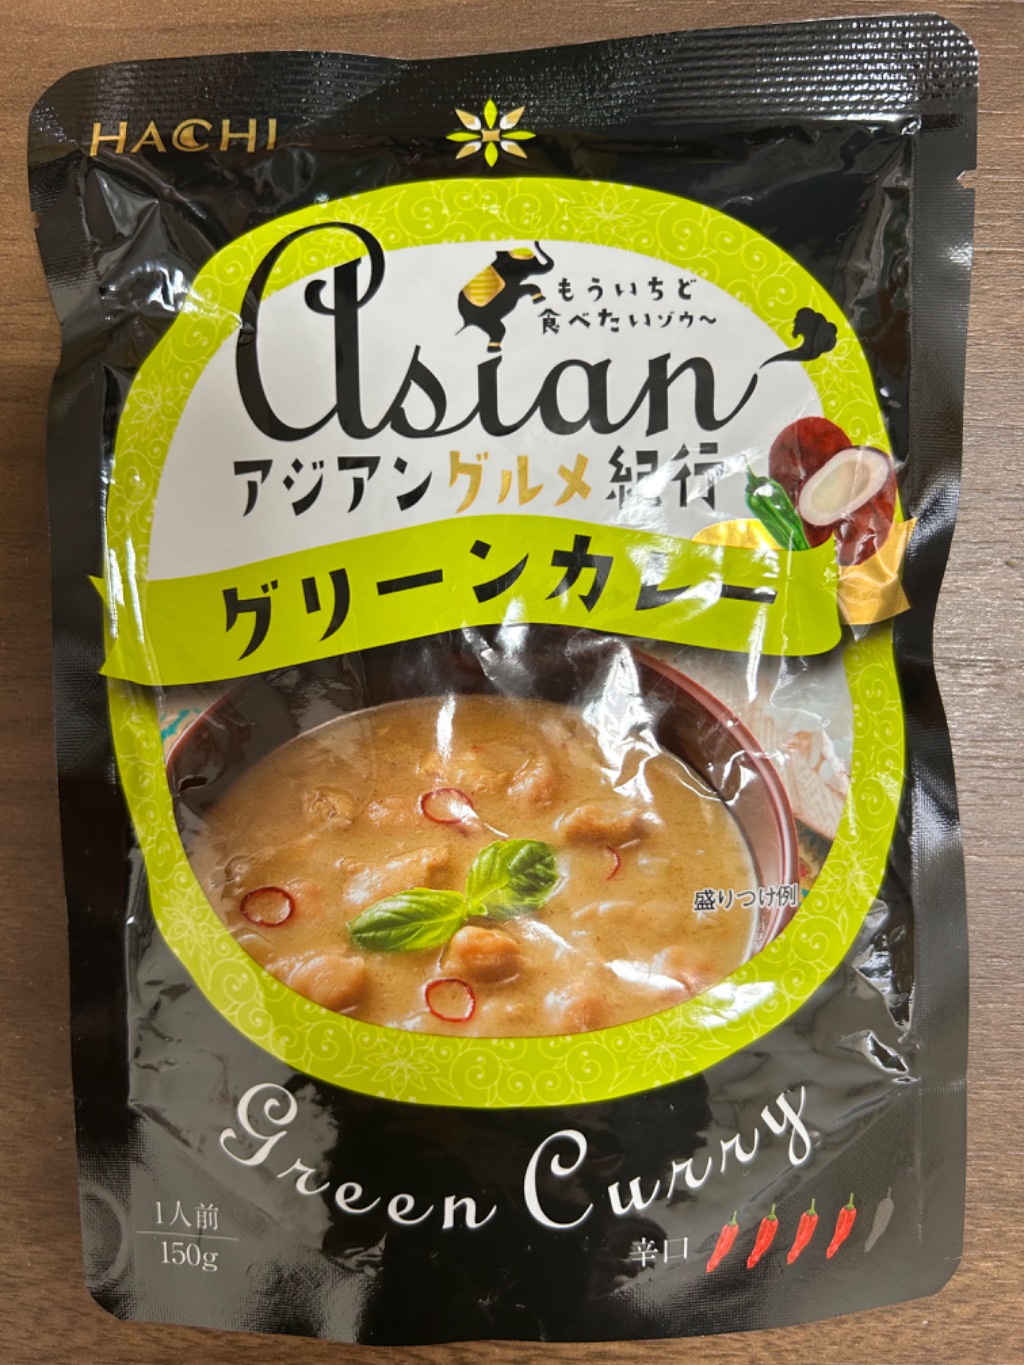 HACHI
もういちど
食べたいゾウ~
asian
アジアングルメ紀行
グリーンカレー
盛りつけ例
Green Curry
1人前
150g
辛口